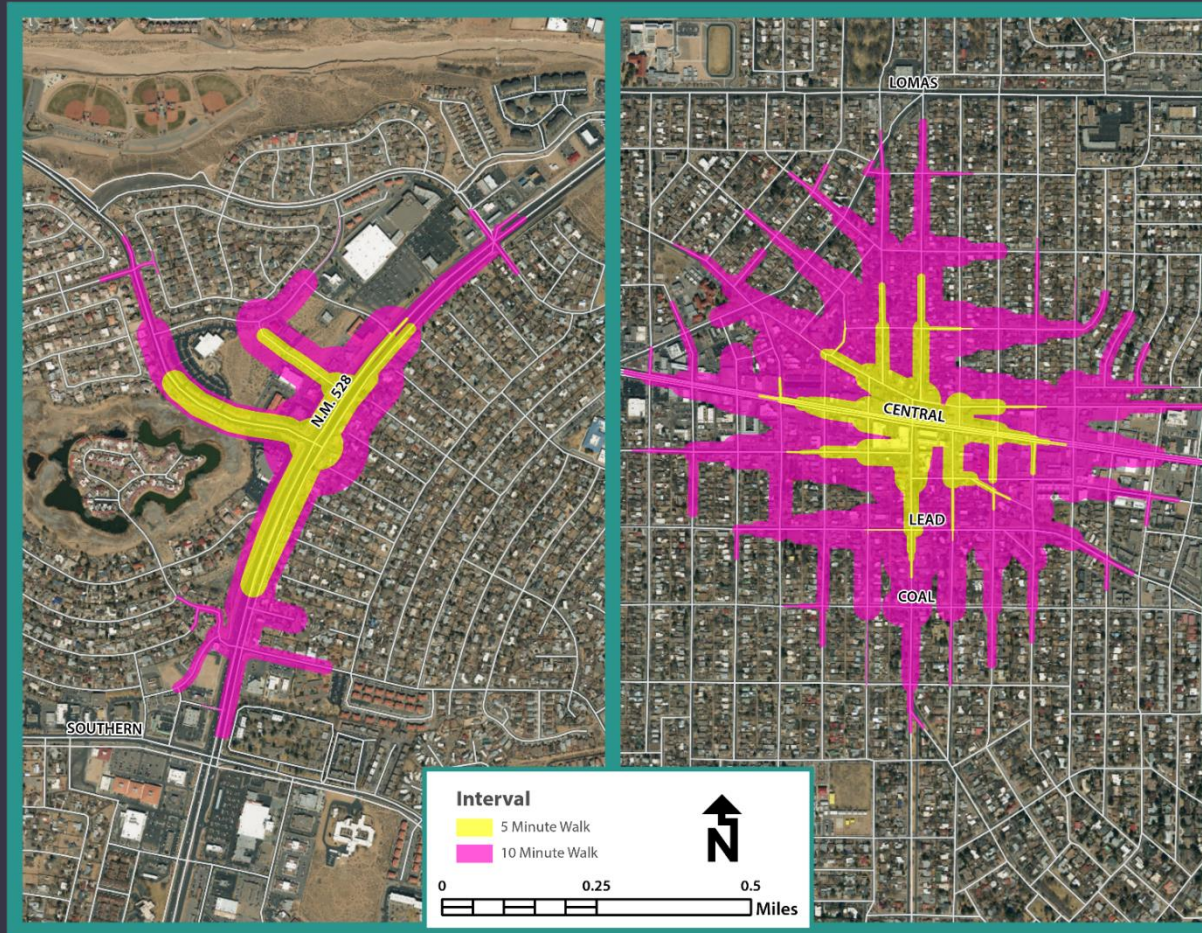 LOMAS
N.M. 528
CENTRAL
LEAD
COAL
SOUTHERN
Interval
5 Minute Walk
10 Minute Walk
N
0 0.25 0.5
Miles